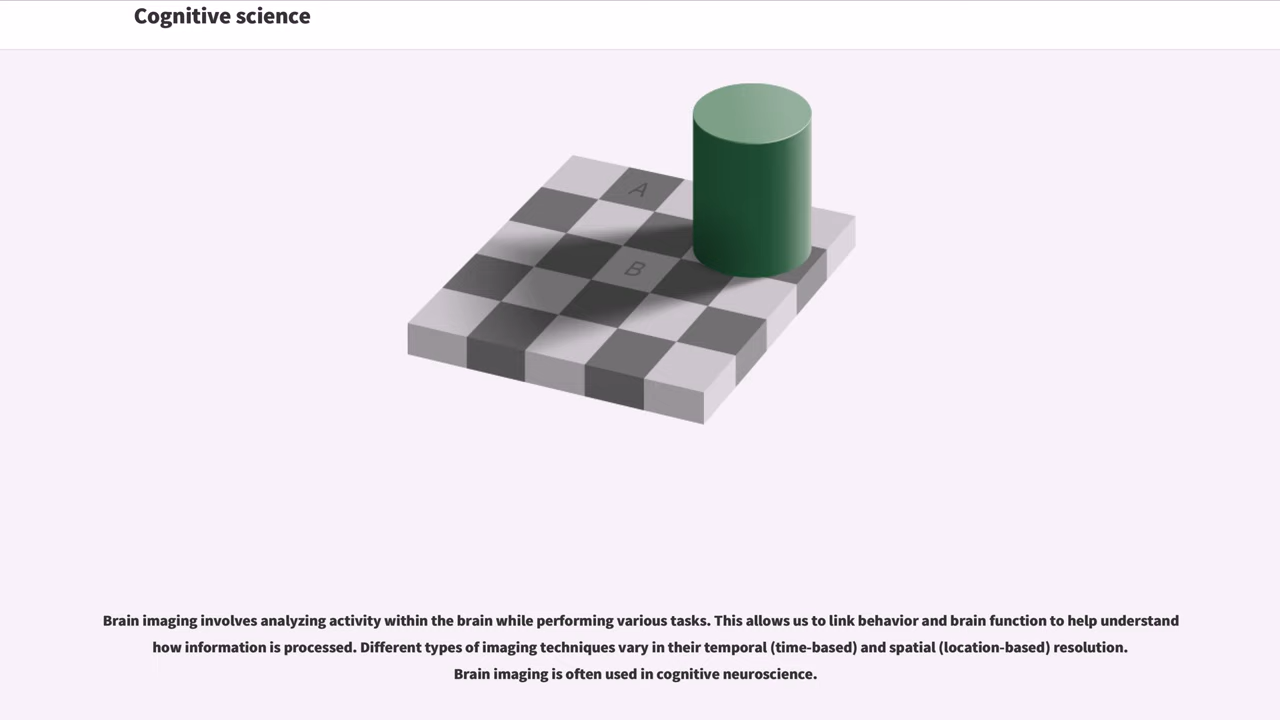 Cognitive science
A
B
Brain imaging involves analyzing activity within the brain while performing various tasks. This allows us to link behavior and brain function to help understand
how information is processed. Different types of imaging techniques vary in their temporal (time-based) and spatial (location-based) resolution.
Brain imaging is often used in cognitive neuroscience.